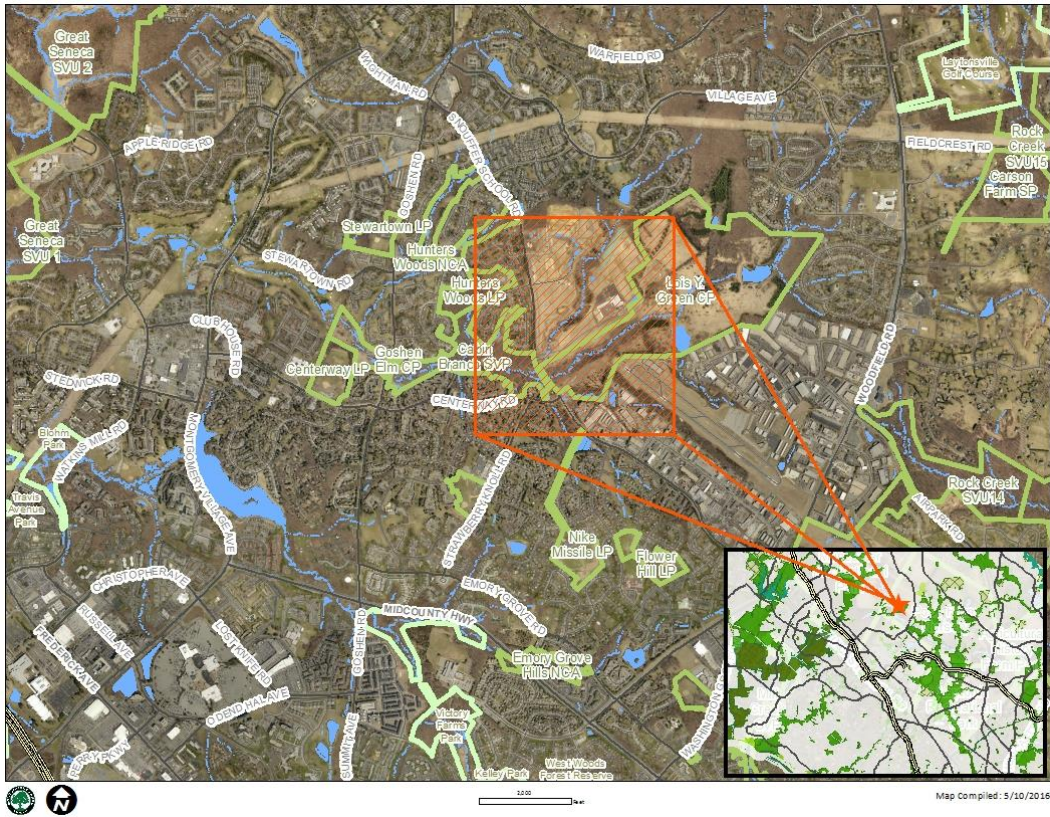 Great
Seneca
SVU 2
WIGHTMAN RD
WARFIELD RD
Laytonsville
Golf Course
VILLAGE AVE
SNOUFFER SCHOOL RD
APPLE RIDGE RD
FIELDCREST RD
Rock
Creek
SVU15
Carson
Farm SP
GOSHEN RD
Stewartown LP
Great
Seneca
SVU 1
Hunters
Woods NCA
STEWARTOWN RD
Hunters
Woods LP
Lois Y.
Green CP
CLUB HOUSE RD
Goshen
Elm CP
Cabin
Branch SVP
Centerway LP
WOODFIELD RD
STEDWICK RD
CENTERWAY RD
Blohm
Park
WATKINS MILL RD
MONTGOMERY VILLAGE AVE
Travis
Avenue
Park
STRAWBERRY KNOLL RD
Rock Creek
SVU14
AIRPARK RD
Nike
Missile LP
Flower
Hill LP
CHRISTOPHER AVE
EMORY GROVE RD
RUSSELL AVE
MIDCOUNTY HWY
GOSHEN RD
LOST KNIFE RD
FREDERICK AVE
Emory Grove
Hills NCA
ODEND HAL AVE
Victory
Farms
Park
SUMMIT AVE
PERRY PKWY
Kelley Park
West Woods
Forest Reserve
N
Feet
Map Compiled: 5/10/2016